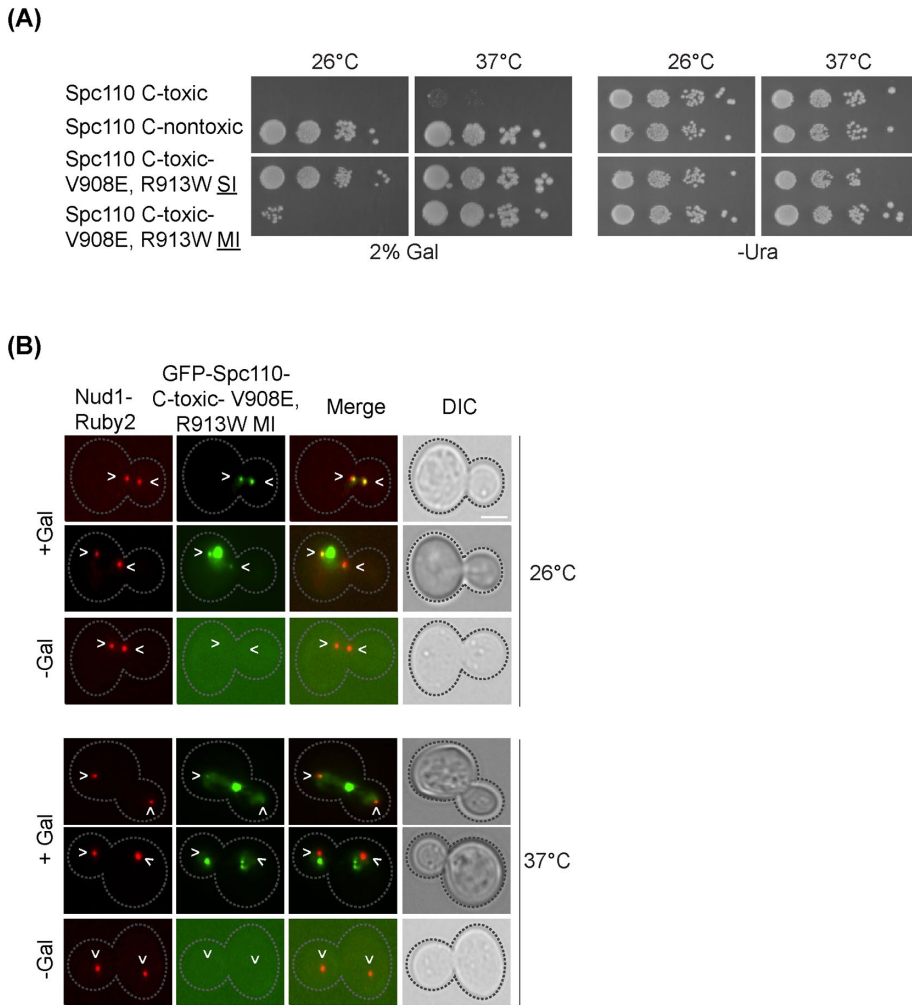 (A)
26°C 37°C 26°C 37°C
Spc110 C-toxic
Spc110 C-nontoxic
Spc110 C-toxic-
V908E, R913W SI
Spc110 C-toxic-
V908E, R913W MI
2% Gal -Ura
(B)
Nud1-
Ruby2
GFP-Spc110-
C-toxic- V908E,
R913W MI
Merge
DIC
+Gal
-Gal
26°C
+ Gal
-Gal
37°C